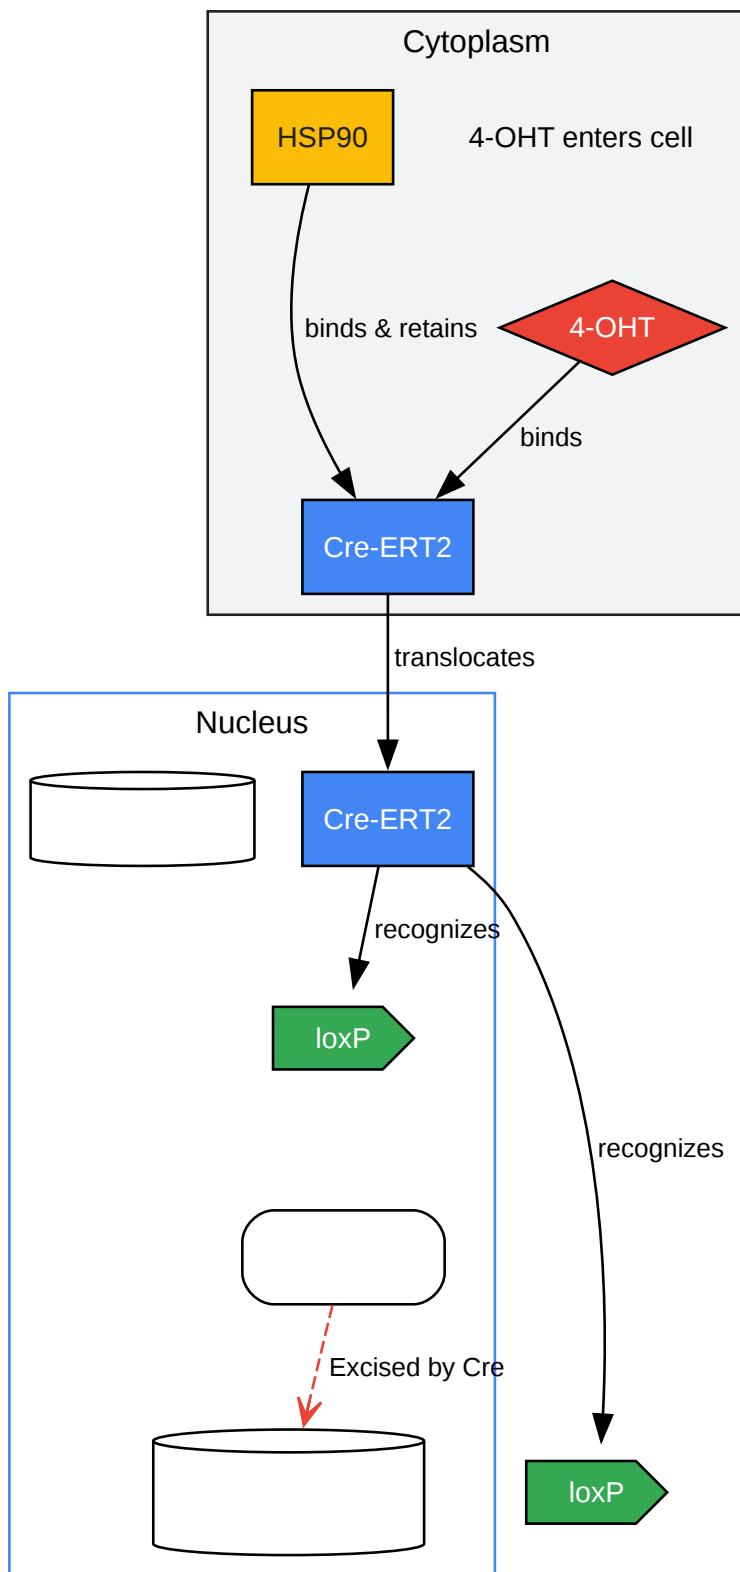 Cytoplasm
HSP90
4-OHT enters cell
binds & retains
4-OHT
binds
Cre-ERT2
translocates
Nucleus
Cre-ERT2
recognizes
loxP
recognizes
Excised by Cre
loxP